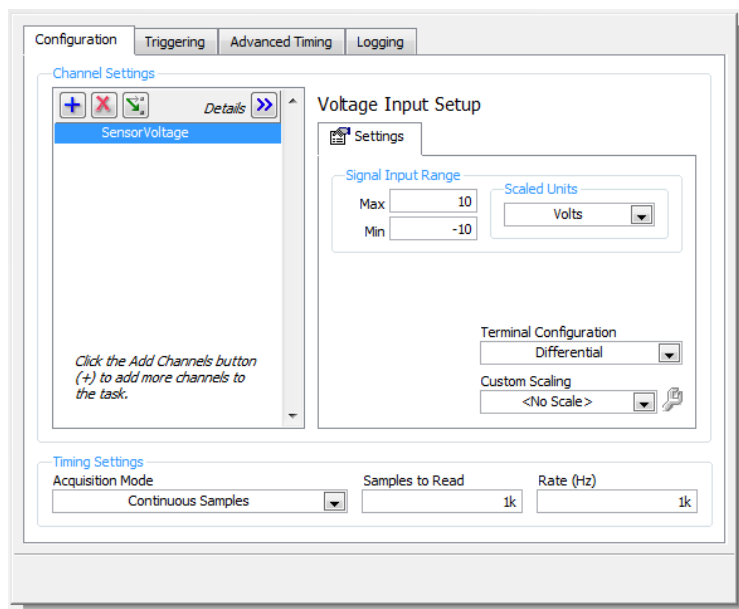 Configuration
Triggering
Advanced Timing
Logging
Channel Settings
Details
SensorVoltage
Click the Add Channels button
(+) to add more channels to
the task.
Voltage Input Setup
Settings
Signal Input Range
Max 10
Min -10
Scaled Units
Volts
Terminal Configuration
Differential
Custom Scaling
<No Scale>
Timing Settings
Acquisition Mode
Continuous Samples
Samples to Read
1k
Rate (Hz)
1k